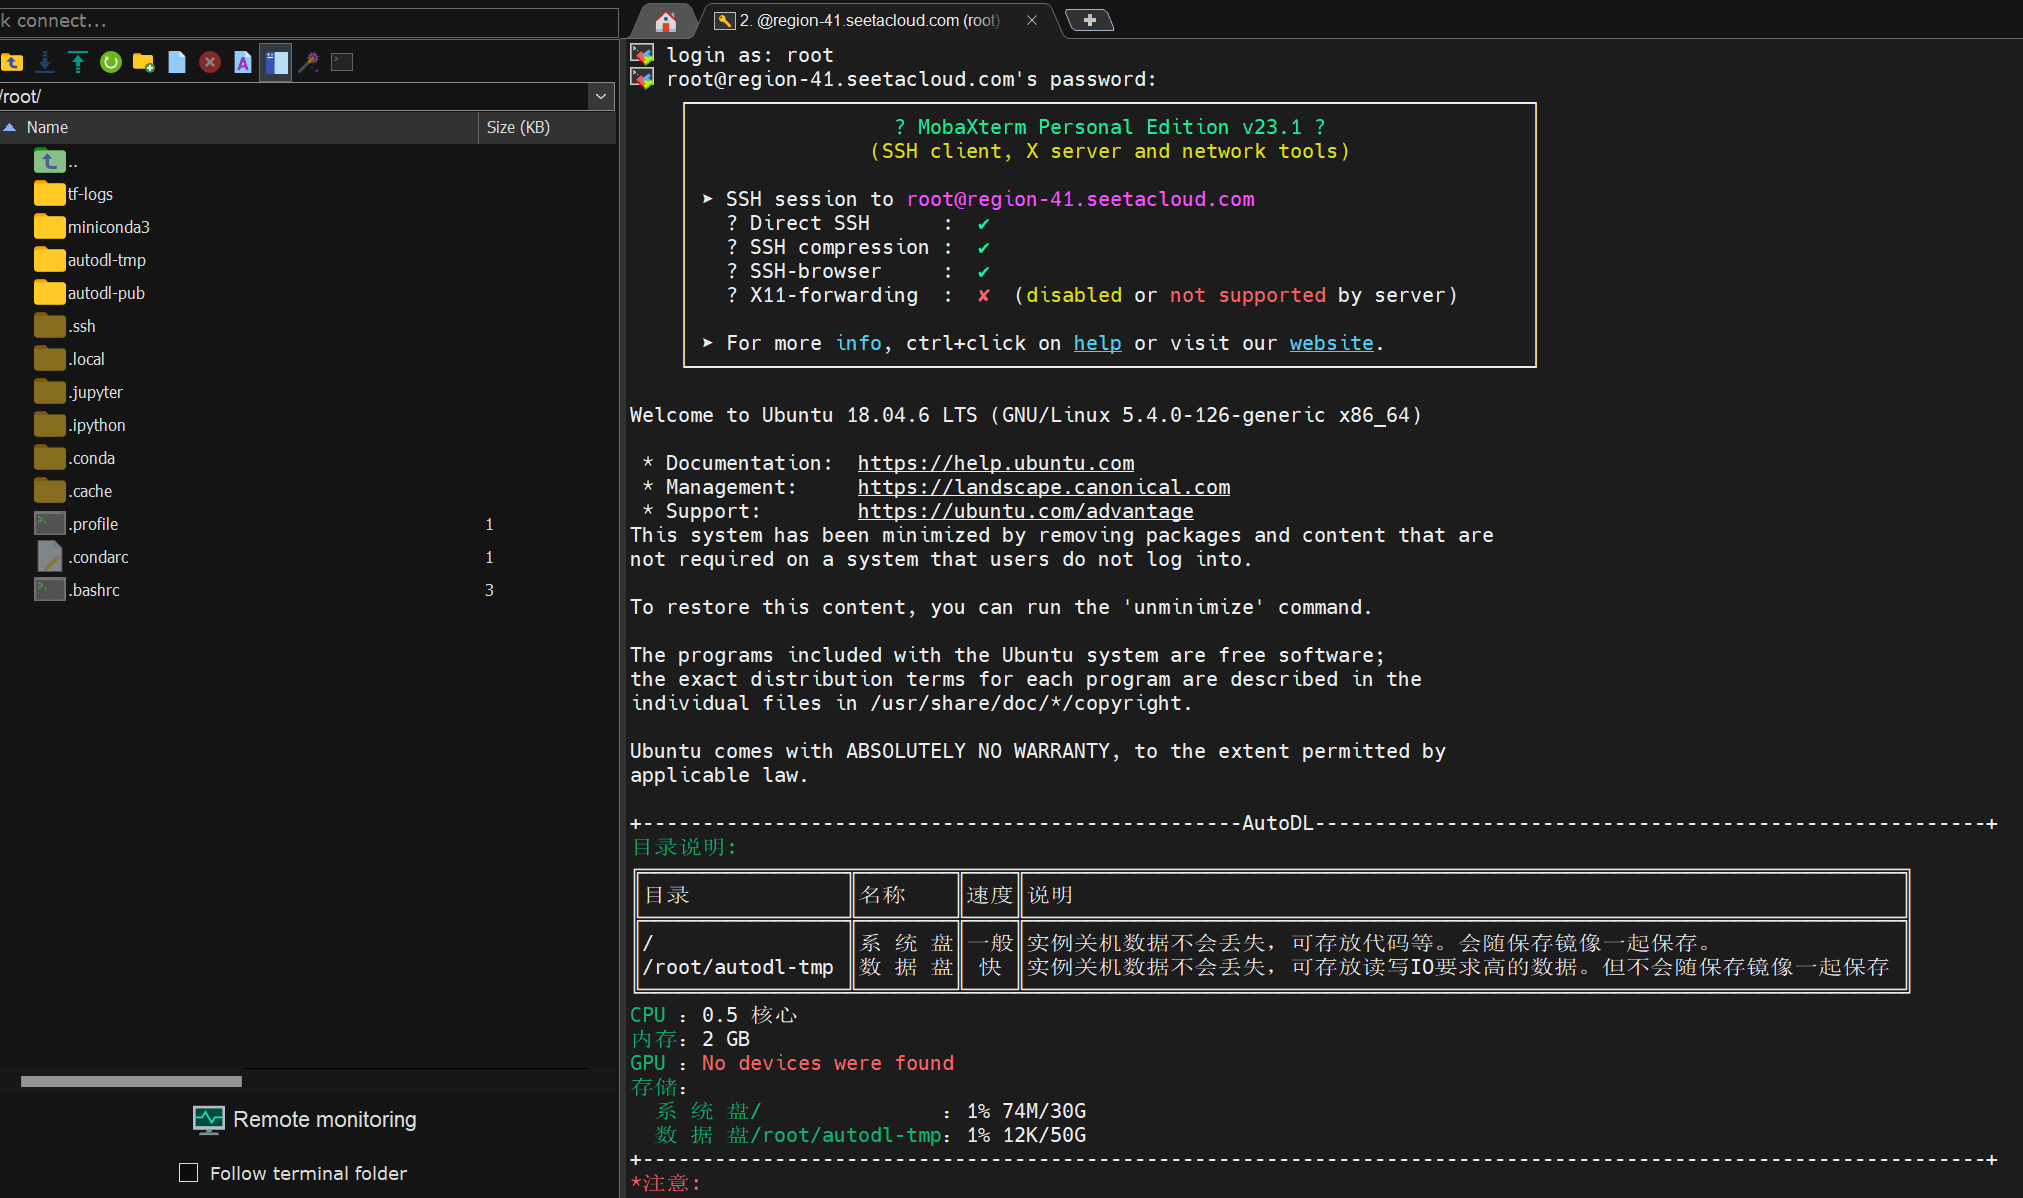 k connect...
/root/
Name
Size (KB)
..
tf-logs
miniconda3
autodl-tmp
autodl-pub
.ssh
.local
.jupyter
.ipython
.conda
.cache
.profile 1
.condarc 1
.bashrc 3
Remote monitoring
Follow terminal folder
2. @region-41.seetacloud.com (root)
login as: root
root@region-41.seetacloud.com's password:
? MobaXterm Personal Edition v23.1 ?
(SSH client, X server and network tools)
➤ SSH session to root@region-41.seetacloud.com
? Direct SSH : ✔
? SSH compression : ✔
? SSH-browser : ✔
? X11-forwarding : ✘ (disabled or not supported by server)
➤ For more info, ctrl+click on help or visit our website.
Welcome to Ubuntu 18.04.6 LTS (GNU/Linux 5.4.0-126-generic x86_64)
* Documentation: https://help.ubuntu.com
* Management: https://landscape.canonical.com
* Support: https://ubuntu.com/advantage
This system has been minimized by removing packages and content that are
not required on a system that users do not log into.
To restore this content, you can run the 'unminimize' command.
The programs included with the Ubuntu system are free software;
the exact distribution terms for each program are described in the
individual files in /usr/share/doc/*/copyright.
Ubuntu comes with ABSOLUTELY NO WARRANTY, to the extent permitted by
applicable law.
+--------------------------------------------------AutoDL--------------------------------------------------------+
目录说明:
目录 名称 速度 说明
/ 系 统 盘 一般 实例关机数据不会丢失，可存放代码等。会随保存镜像一起保存。
/root/autodl-tmp 数 据 盘 快 实例关机数据不会丢失，可存放读写IO要求高的数据。但不会随保存镜像一起保存
CPU : 0.5 核心
内存: 2 GB
GPU : No devices were found
存储:
系 统 盘/ : 1% 74M/30G
数 据 盘/root/autodl-tmp: 1% 12K/50G
+----------------------------------------------------------------------------------------------------------------+
*注意: